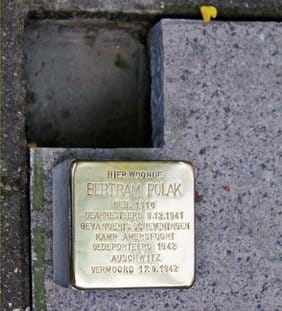 HIER WOONDE
BERTRAM POLAK
GEB. 1918
GEARRESTEERD 9.12.1941
GEVANGENIS SCHEVENINGEN
KAMP AMERSFOORT
GEDEPORTEERD 1942
AUSCHWITZ
VERMOORD 17.8.1942